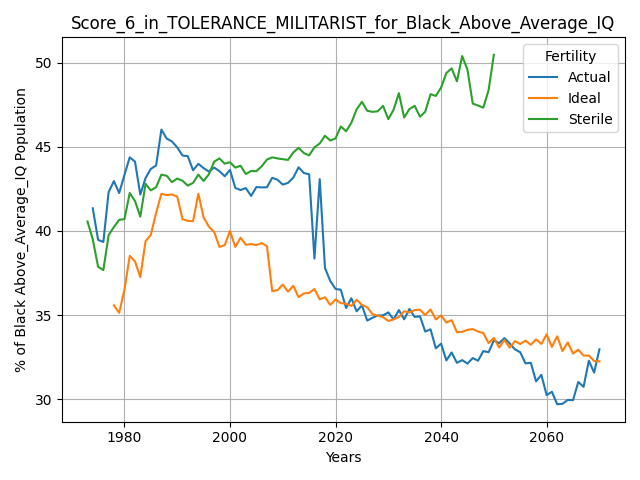 Score_6_in_TOLERANCE_MILITARIST_for_Black_Above_Average_IQ
% of Black Above_Average_IQ Population
50
45
40
35
30
Fertility
Actual
Ideal
Sterile
1980
2000
2020
2040
2060
Years